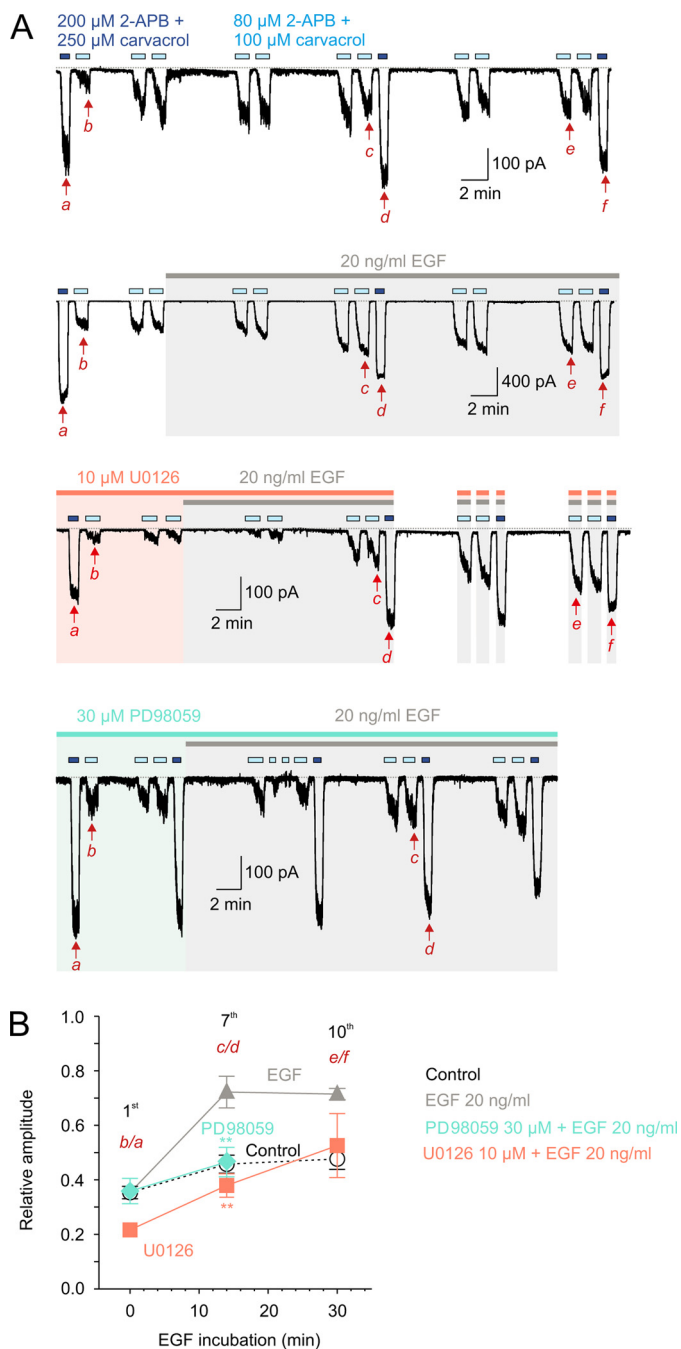 A
200 µM 2-APB +
250 µM carvacrol
80 µM 2-APB +
100 µM carvacrol
b
c
e
a
d
f
100 pA
2 min
20 ng/ml EGF
b
c
e
a
d
f
400 pA
2 min
10 µM U0126
20 ng/ml EGF
b
c
e
a
d
f
100 pA
2 min
30 µM PD98059
20 ng/ml EGF
b
c
a
d
100 pA
2 min
B
1.0
0.8
0.6
0.4
0.2
0.0
Relative amplitude
1st
b/a
7th
c/d
10th
e/f
EGF
PD98059
**
Control
**
U0126
0
10
20
30
EGF incubation (min)
Control
EGF 20 ng/ml
PD98059 30 µM + EGF 20 ng/ml
U0126 10 µM + EGF 20 ng/ml